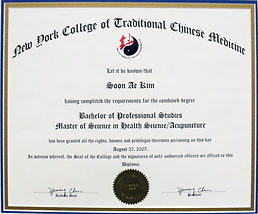 New York College of Traditional Chinese Medicine
Let it be known that
Soon Ae Kim
having completed the requirements for the combined degree
Bachelor of Professional Studies
Master of Science in Health Science/Acupuncture
has been granted all the rights, honors and privileges thereunto pertaining on this day
August 27, 2007.
In witness whereof, the Seal of the College and the signatures of only authorized officers are affixed to this
Diploma.